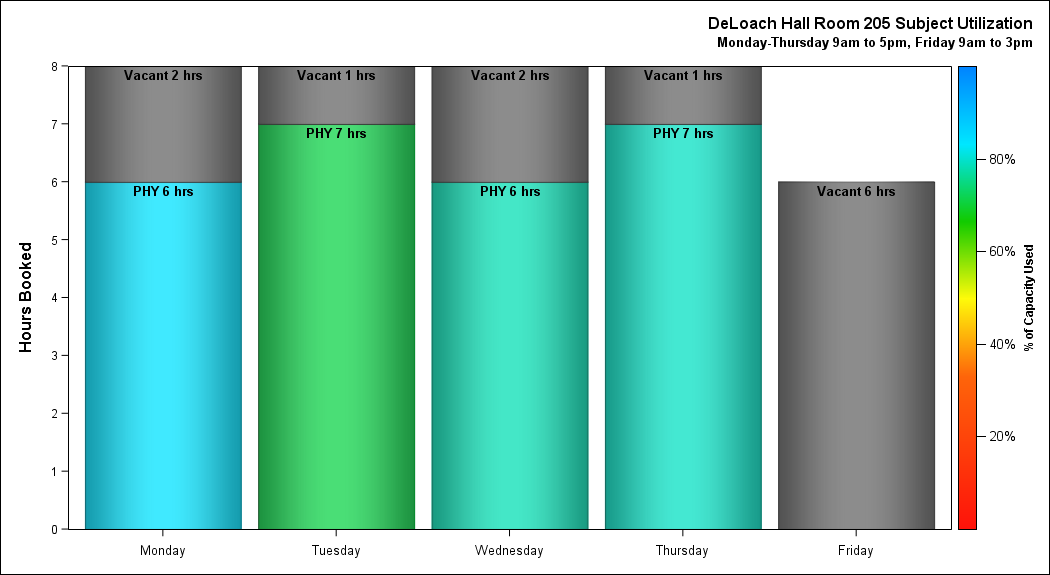 DeLoach Hall Room 205 Subject Utilization
Monday-Thursday 9am to 5pm, Friday 9am to 3pm
Hours Booked
8
7
6
5
4
3
2
1
0
Vacant 2 hrs
PHY 6 hrs
Vacant 1 hrs
PHY 7 hrs
Vacant 2 hrs
PHY 6 hrs
Vacant 1 hrs
PHY 7 hrs
Vacant 6 hrs
Monday
Tuesday
Wednesday
Thursday
Friday
80%
60%
40%
20%
% of Capacity Used